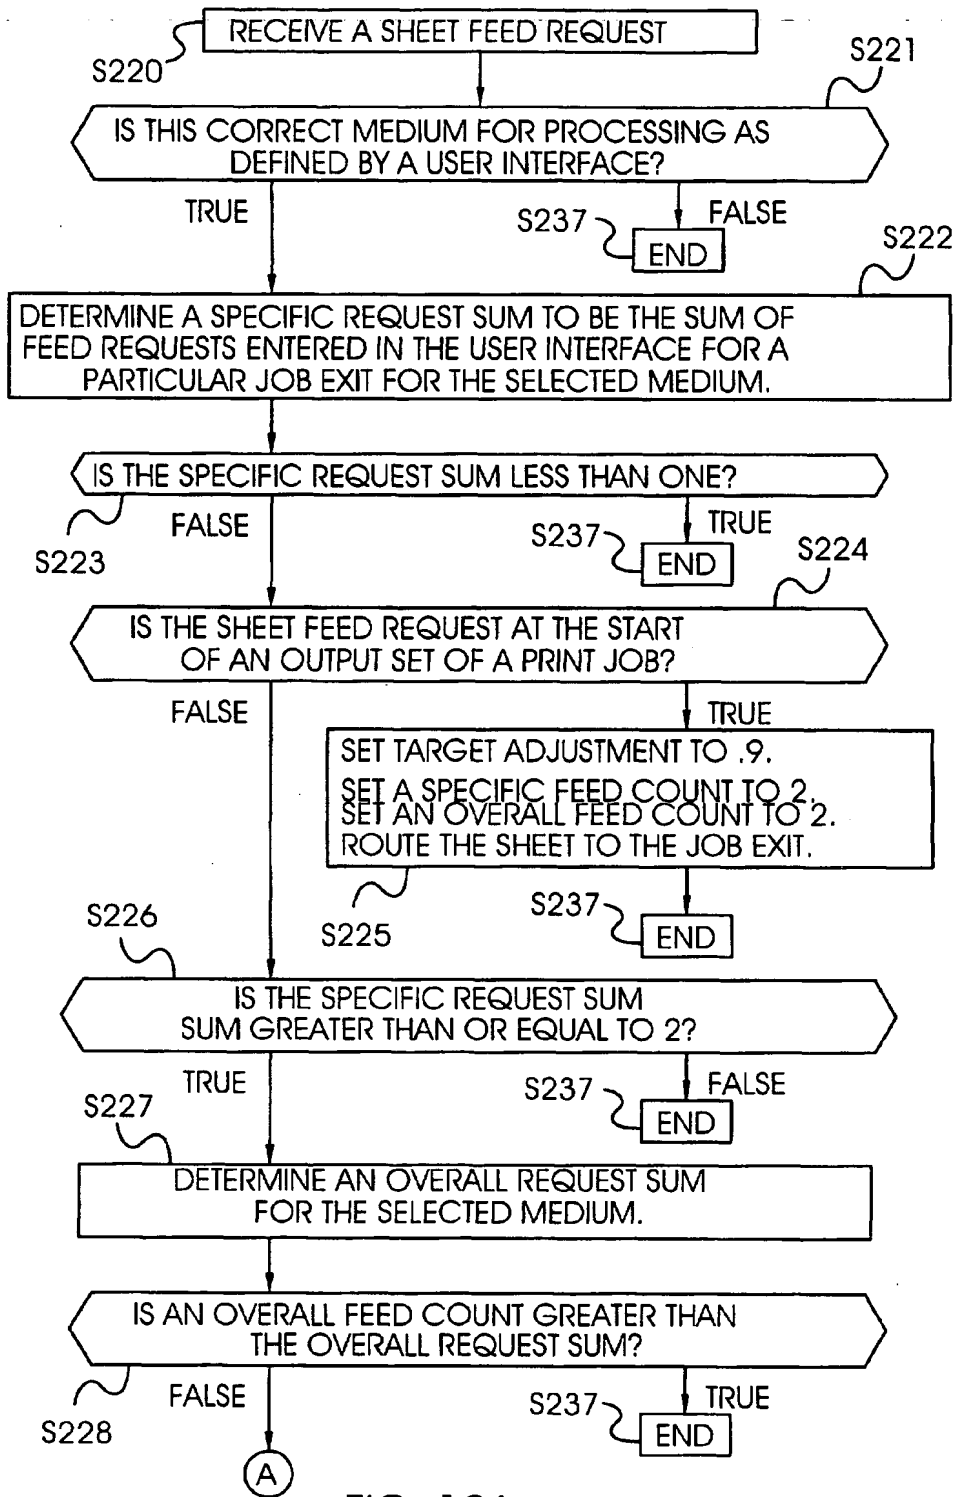 RECEIVE A SHEET FEED REQUEST
S220
S221
IS THIS CORRECT MEDIUM FOR PROCESSING AS
DEFINED BY A USER INTERFACE?
TRUE
S237
FALSE
END
S222
DETERMINE A SPECIFIC REQUEST SUM TO BE THE SUM OF
FEED REQUESTS ENTERED IN THE USER INTERFACE FOR A
PARTICULAR JOB EXIT FOR THE SELECTED MEDIUM.
IS THE SPECIFIC REQUEST SUM LESS THAN ONE?
S223
FALSE
S237
TRUE
END
S224
IS THE SHEET FEED REQUEST AT THE START
OF AN OUTPUT SET OF A PRINT JOB?
FALSE
TRUE
SET TARGET ADJUSTMENT TO .9.
SET A SPECIFIC FEED COUNT TO 2.
SET AN OVERALL FEED COUNT TO 2.
ROUTE THE SHEET TO THE JOB EXIT.
S225
S237
END
S226
IS THE SPECIFIC REQUEST SUM
SUM GREATER THAN OR EQUAL TO 2?
TRUE
S237
FALSE
END
S227
DETERMINE AN OVERALL REQUEST SUM
FOR THE SELECTED MEDIUM.
IS AN OVERALL FEED COUNT GREATER THAN
THE OVERALL REQUEST SUM?
S228
FALSE
S237
TRUE
END
A